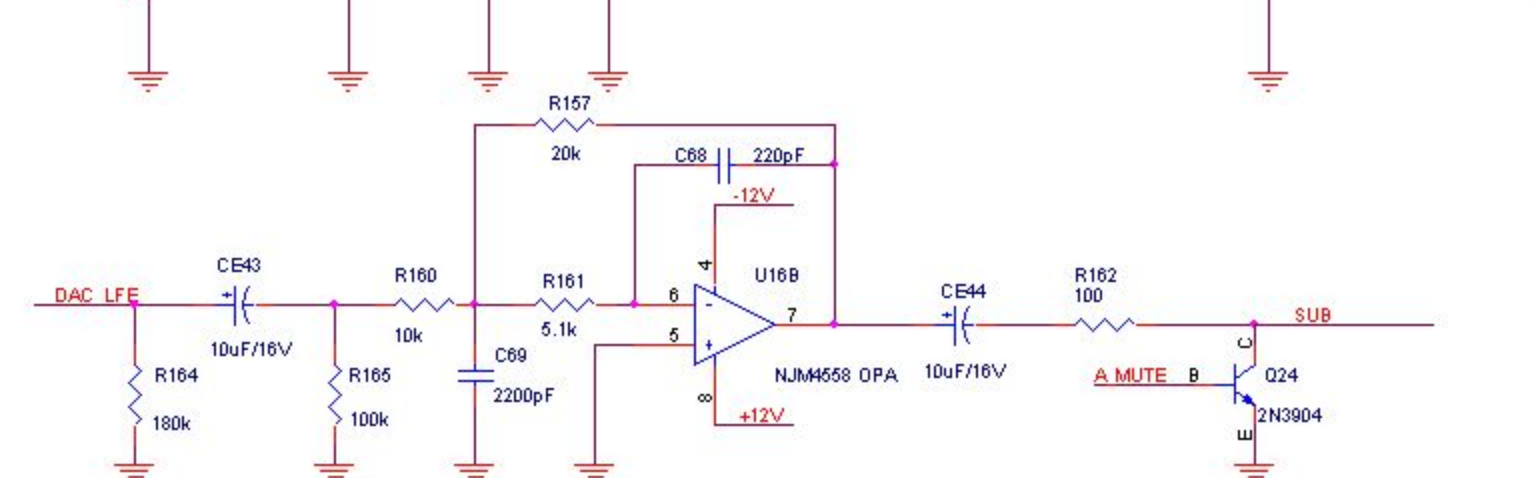 R157
20k
C68 220pF
-12V
4
CE43
R160
R161
U16B
R162
100
CE44
DAC LFE
6
7
SUB
10k
5.1k
5
C
10uF/16V
C69
2200pF
NJM4558 OPA
10uF/16V
A MUTE B
Q24
R164
180k
R165
100k
8
+12V
2N3904
E
-
+
+
+